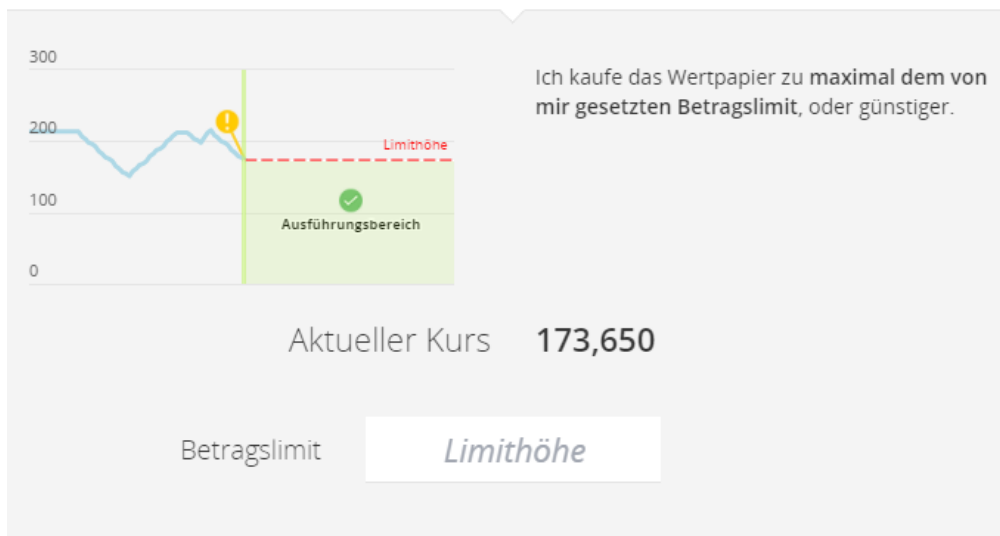 300
200
100
0
Limithöhe
Ausführungsbereich
Ich kaufe das Wertpapier zu maximal dem von
mir gesetzten Betragslimit, oder günstiger.
Aktueller Kurs 173,650
Betragslimit Limithöhe